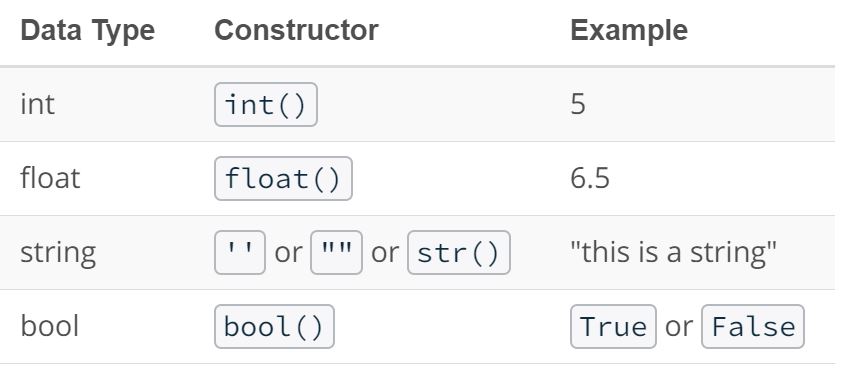 Data Type Constructor Example
int int() 5
float float() 6.5
string '' or "" or str() "this is a string"
bool bool() True or False